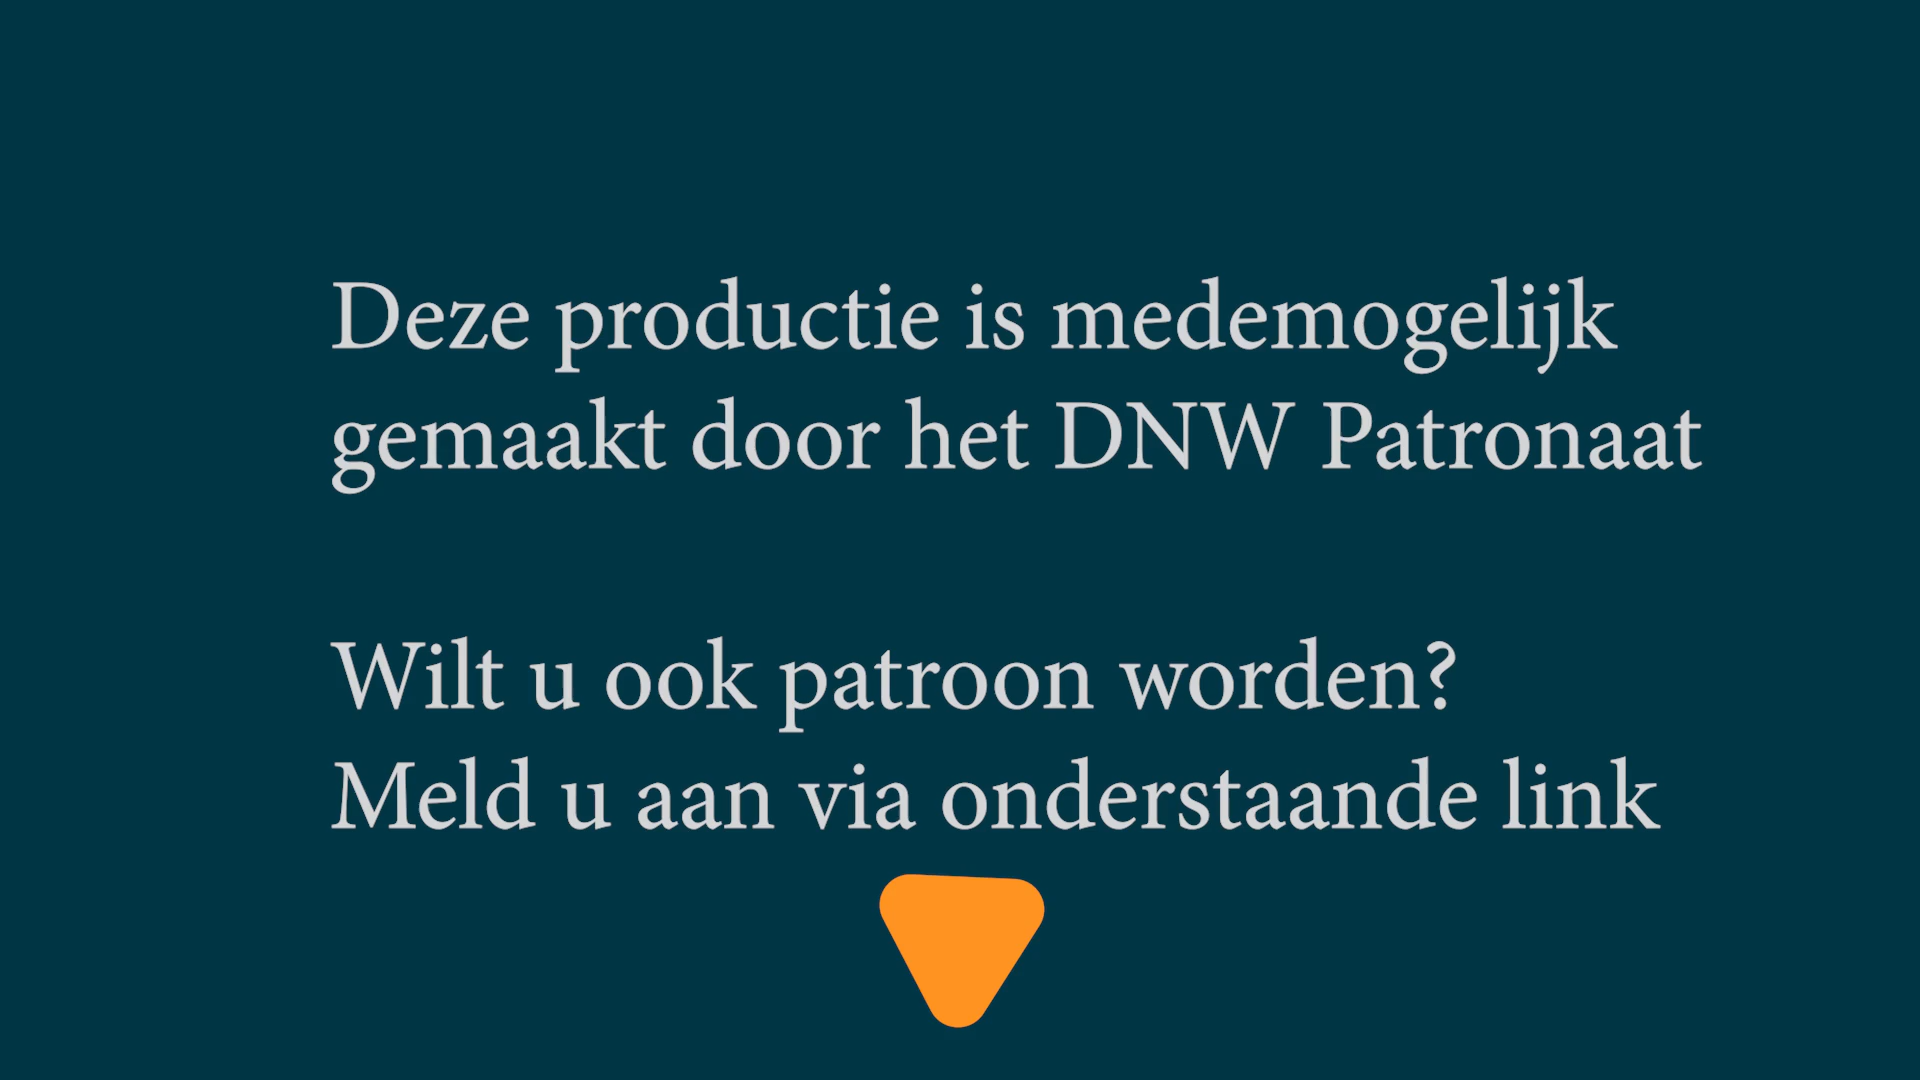 Deze productie is medemogelijk
gemaakt door het DNW Patronaat
Wilt u ook patroon worden?
Meld u aan via onderstaande link